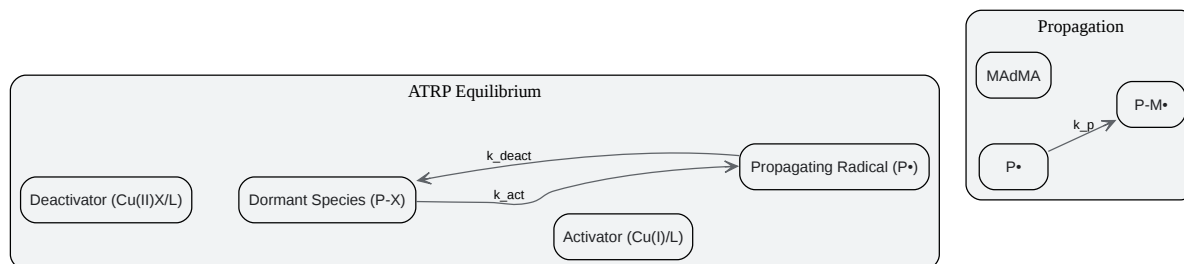 ATRP Equilibrium
k_deact
k_act
Deactivator (Cu(II)X/L)
Dormant Species (P-X)
Propagating Radical (P•)
Activator (Cu(I)/L)
Propagation
MAdMA
P-M•
k_p
P•